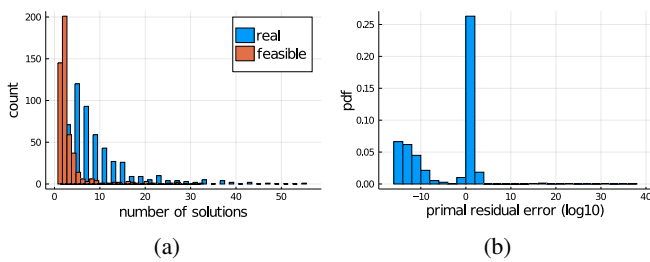 200
150
100
50
0
count
real
feasible
0 10 20 30 40 50
number of solutions
(a)
0.25
0.20
0.15
0.10
0.05
0.00
pdf
−10 0 10 20 30 40
primal residual error (log10)
(b)